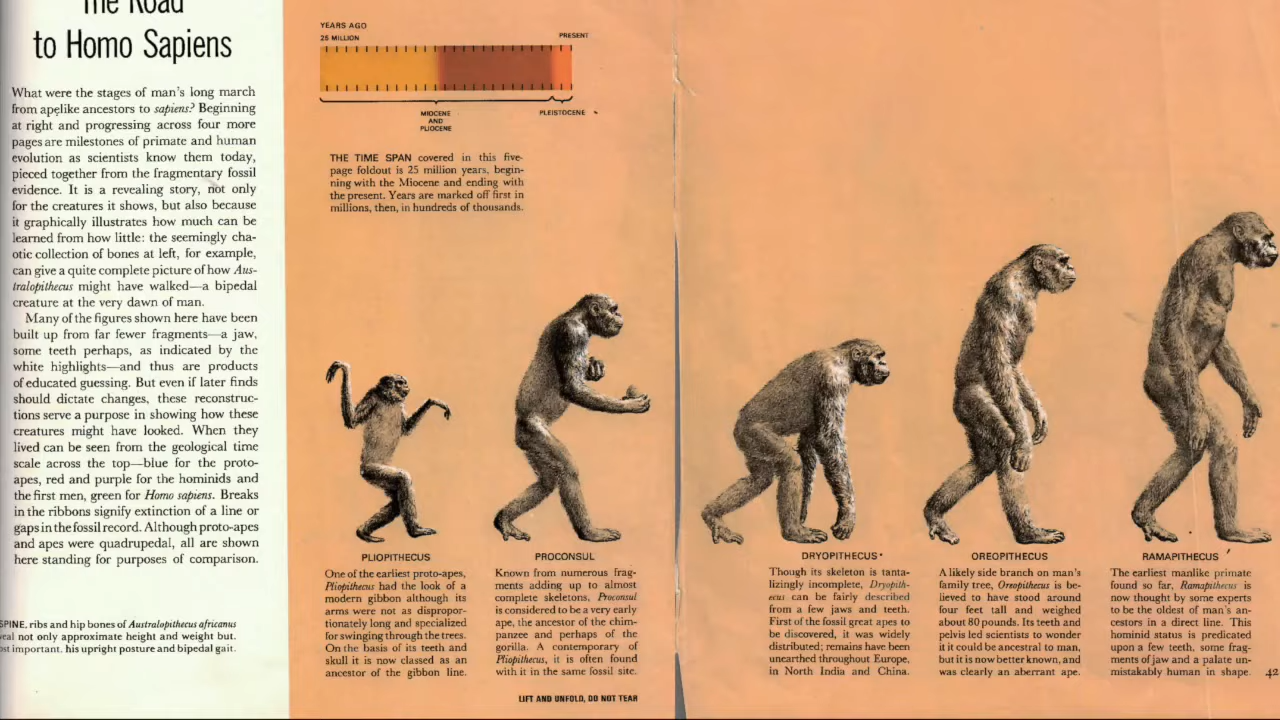 The Road
to Homo Sapiens
What were the stages of man's long march
from apelike ancestors to sapiens? Beginning
at right and progressing across four more
pages are milestones of primate and human
evolution as scientists know them today,
pieced together from the fragmentary fossil
evidence. It is a revealing story, not only
for the creatures it shows, but also because
it graphically illustrates how much can be
learned from how little: the seemingly cha-
otic collection of bones at left, for example,
can give a quite complete picture of how Aus-
tralopithecus might have walked—a bipedal
creature at the very dawn of man.
Many of the figures shown here have been
built up from far fewer fragments—a jaw,
some teeth perhaps, as indicated by the
white highlights—and thus are products
of educated guessing. But even if later finds
should dictate changes, these reconstruc-
tions serve a purpose in showing how these
creatures might have looked. When they
lived can be seen from the geological time
scale across the top—blue for the proto-
apes, red and purple for the hominids and
the first men, green for Homo sapiens. Breaks
in the ribbons signify extinction of a line or
gaps in the fossil record. Although proto-apes
and apes were quadrupedal, all are shown
here standing for purposes of comparison.
SPINE, ribs and hip bones of Australopithecus africanus
not only approximate height and weight but.
important, his upright posture and bipedal gait.
YEARS AGO
25 MILLION
PRESENT
MIOCENE
AND
PLIOCENE
PLEISTOCENE
THE TIME SPAN covered in this five-
page foldout is 25 million years, begin-
ning with the Miocene and ending with
the present. Years are marked off first in
millions, then, in hundreds of thousands.
PLIOPITHECUS
One of the earliest proto-apes,
Pliopithecus had the look of a
modern gibbon although its
arms were not as dispropor-
tionately long and specialized
for swinging through the trees.
On the basis of its teeth and
skull it is now classed as an
ancestor of the gibbon line.
PROCONSUL
Known from numerous frag-
ments adding up to almost
complete skeletons, Proconsul
is considered to be a very early
ape, the ancestor of the chim-
panzee and perhaps of the
gorilla. A contemporary of
Pliopithecus, it is often found
with it in the same fossil site.
LIFT AND UNFOLD, DO NOT TEAR
DRYOPITHECUS
Though its skeleton is tanta-
lizingly incomplete, Dryopith-
ecus can be fairly described
from a few jaws and teeth.
First of the fossil great apes to
be discovered, it was widely
distributed; remains have been
unearthed throughout Europe,
in North India and China.
OREOPITHECUS
A likely side branch on man's
family tree, Oreopithecus is be-
lieved to have stood around
four feet tall and weighed
about 80 pounds. Its teeth and
pelvis led scientists to wonder
if it could be ancestral to man,
but it is now better known, and
was clearly an aberrant ape.
RAMAPITHECUS
The earliest manlike primate
found so far, Ramapithecus is
now thought by some experts
to be the oldest of man's an-
cestors in a direct line. This
hominid status is predicated
upon a few teeth, some frag-
ments of jaw and a palate un-
mistakably human in shape.
42